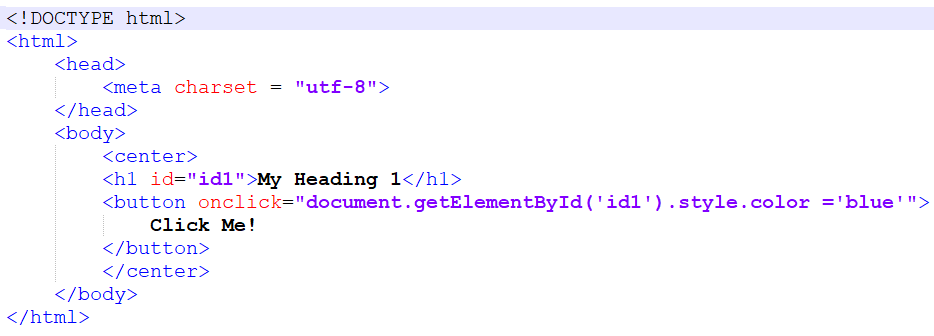 <!DOCTYPE html>
<html>
    <head>
        <meta charset = "utf-8">
    </head>
    <body>
        <center>
        <h1 id="id1">My Heading 1</h1>
        <button onclick="document.getElementById('id1').style.color ='blue'">
            Click Me!
        </button>
        </center>
    </body>
</html>